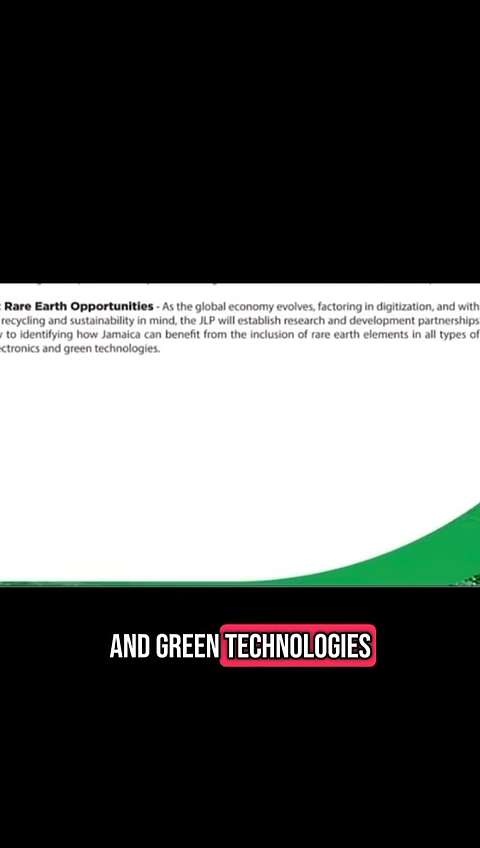 Rare Earth Opportunities - As the global economy evolves, factoring in digitization, and with
recycling and sustainability in mind, the JLP will establish research and development partnerships
to identifying how Jamaica can benefit from the inclusion of rare earth elements in all types of
ctronics and green technologies.
AND GREEN TECHNOLOGIES